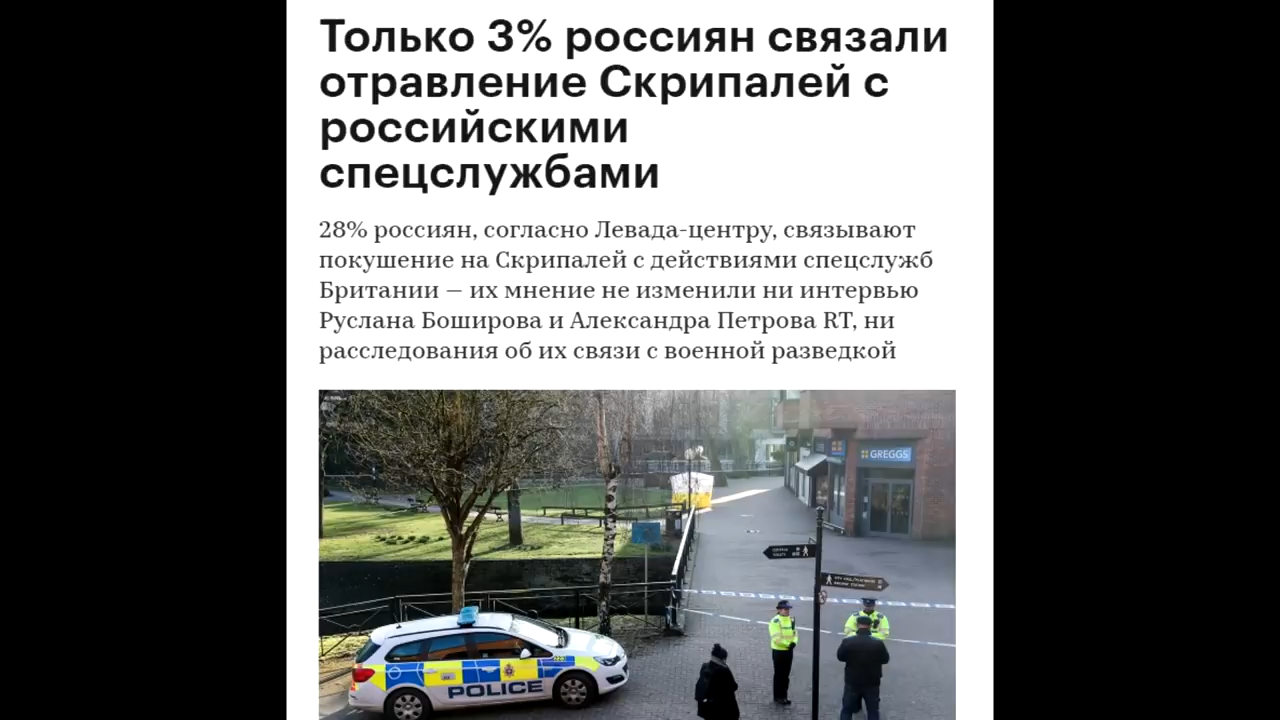 Только 3% россиян связали
отравление Скрипалей с
российскими
спецслужбами
28% россиян, согласно Левада-центру, связывают
покушение на Скрипалей с действиями спецслужб
Британии — их мнение не изменили ни интервью
Руслана Боширова и Александра Петрова RT, ни
расследования об их связи с военной разведкой
GREGGS
POLICE